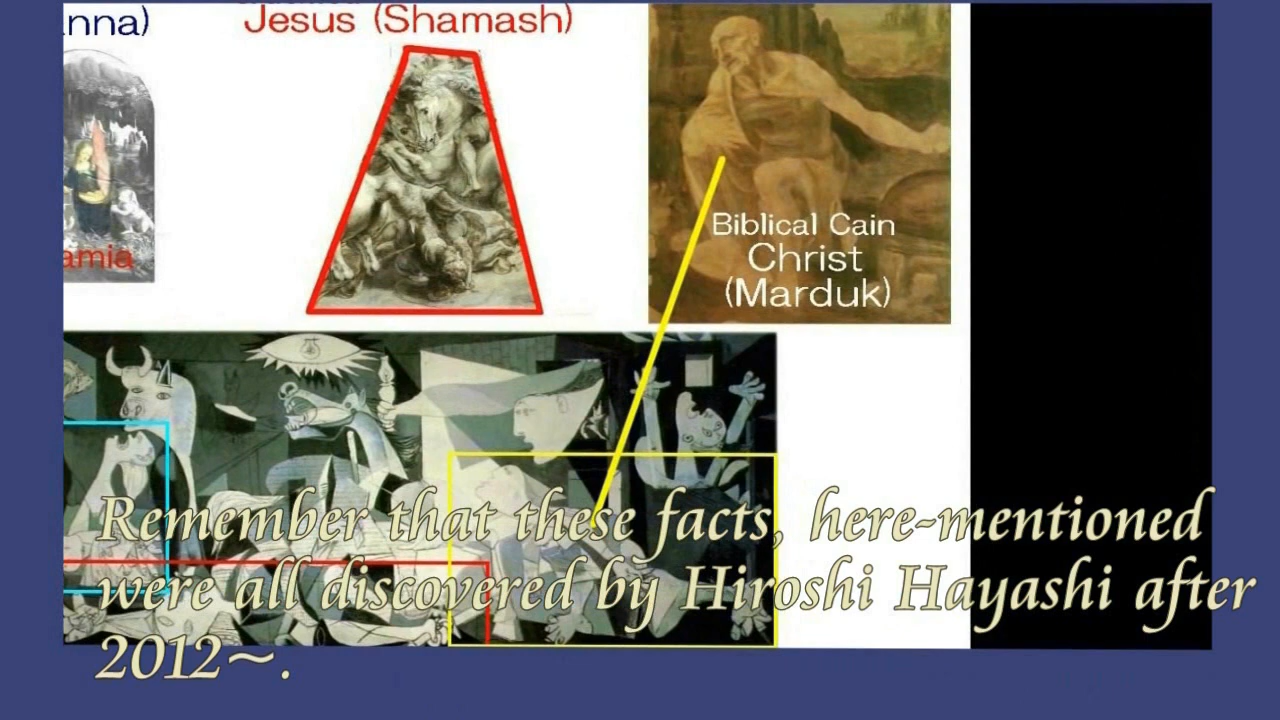 anna)
Jesus (Shamash)
Biblical Cain
Christ
(Marduk)
amia
Remember that these facts, here-mentioned
were all discovered by Hiroshi Hayashi after
2012~.